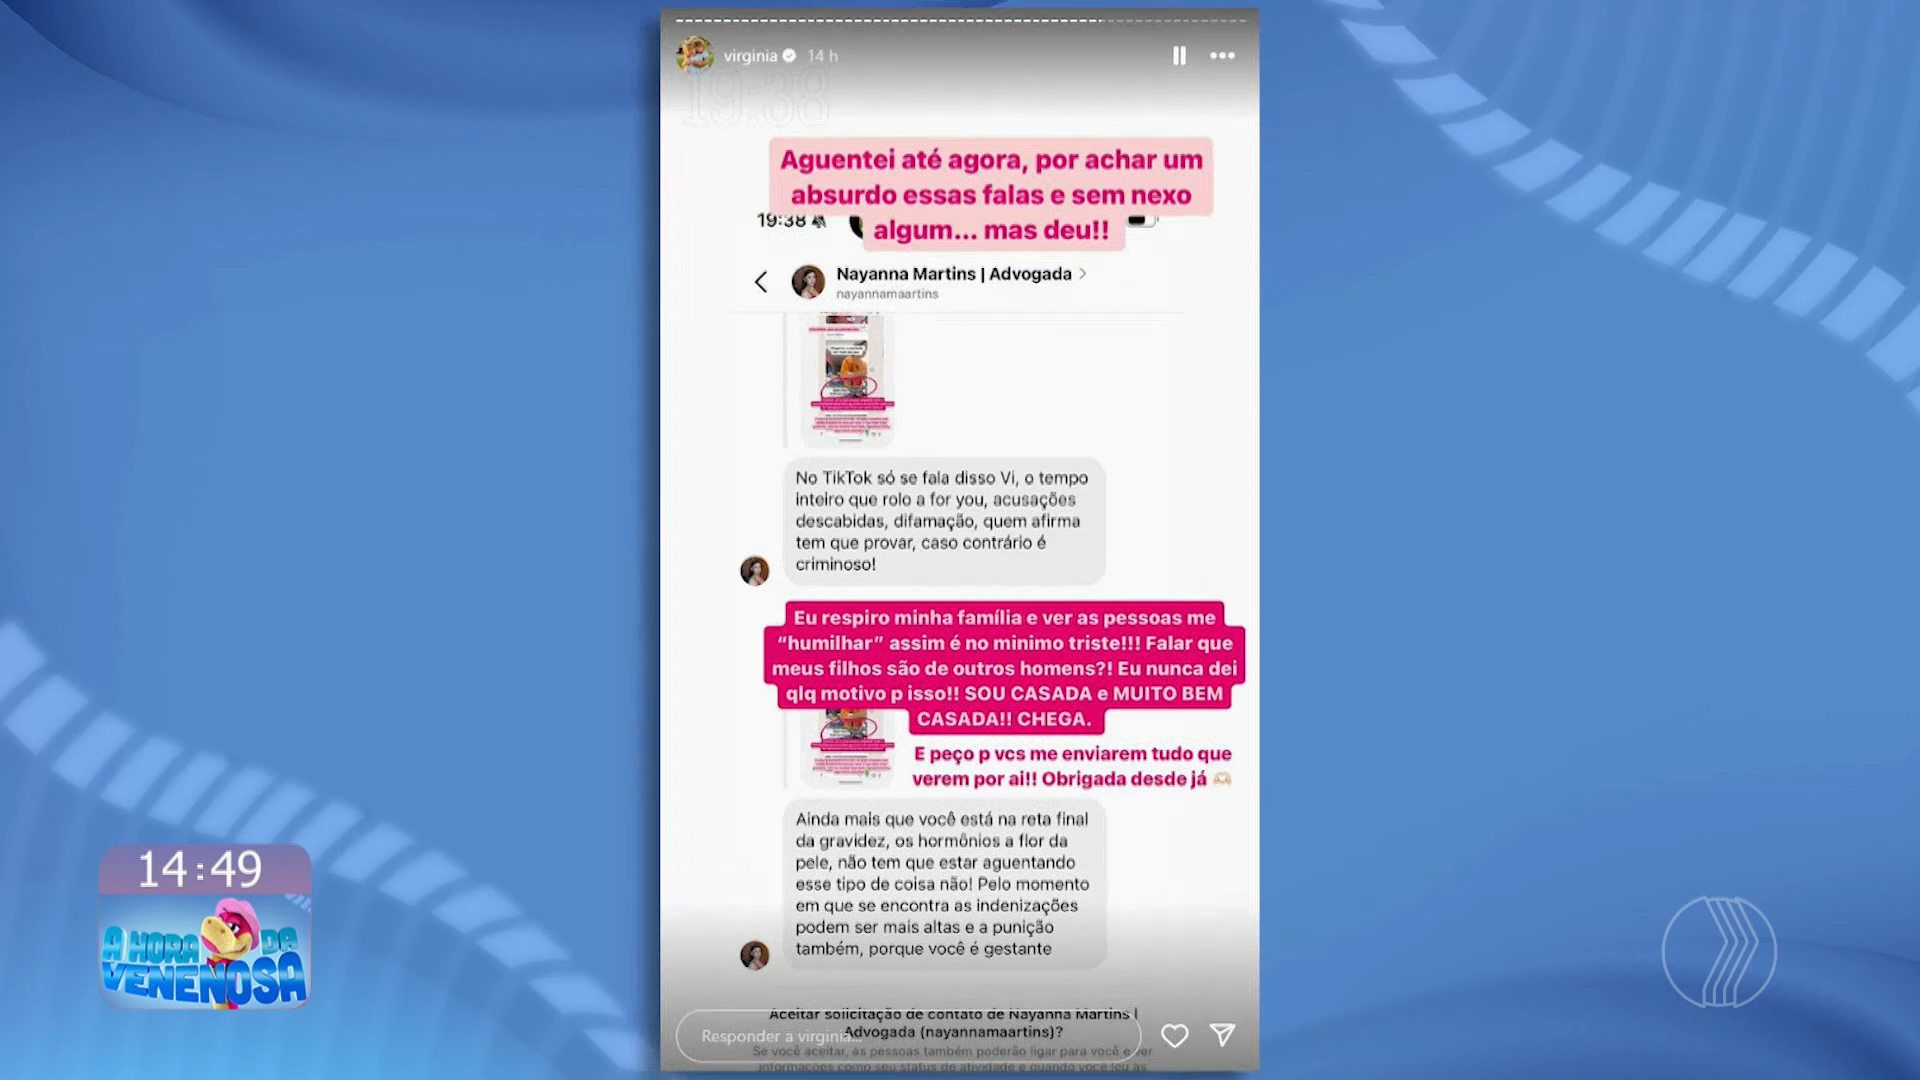 virginia 14 h
19:38
Aguentei até agora, por achar um
absurdo essas falas e sem nexo
algum... mas deu!!
19:38
Nayanna Martins | Advogada
nayannamaartins
No TikTok só se fala disso Vi, o tempo
inteiro que rolo a for you, acusações
descabidas, difamação, quem afirma
tem que provar, caso contrário é
criminoso!
Eu respiro minha família e ver as pessoas me
“humilhar” assim é no minimo triste!!! Falar que
meus filhos são de outros homens?! Eu nunca dei
qlq motivo p isso!! SOU CASADA e MUITO BEM
CASADA!! CHEGA.
E peço p vcs me enviarem tudo que
verem por ai!! Obrigada desde já 🫶🏻
Ainda mais que você está na reta final
da gravidez, os hormônios a flor da
pele, não tem que estar aguentando
esse tipo de coisa não! Pelo momento
em que se encontra as indenizações
podem ser mais altas e a punição
também, porque você é gestante
Aceitar solicitação de contato de Nayanna Martins |
Advogada (nayannamaartins)?
Responder a virginia...
Se você aceitar, as pessoas também poderão ligar para você e ver
informações como seu status de atividade e quando você leu as
14:49
A HORA DA
VENENOSA